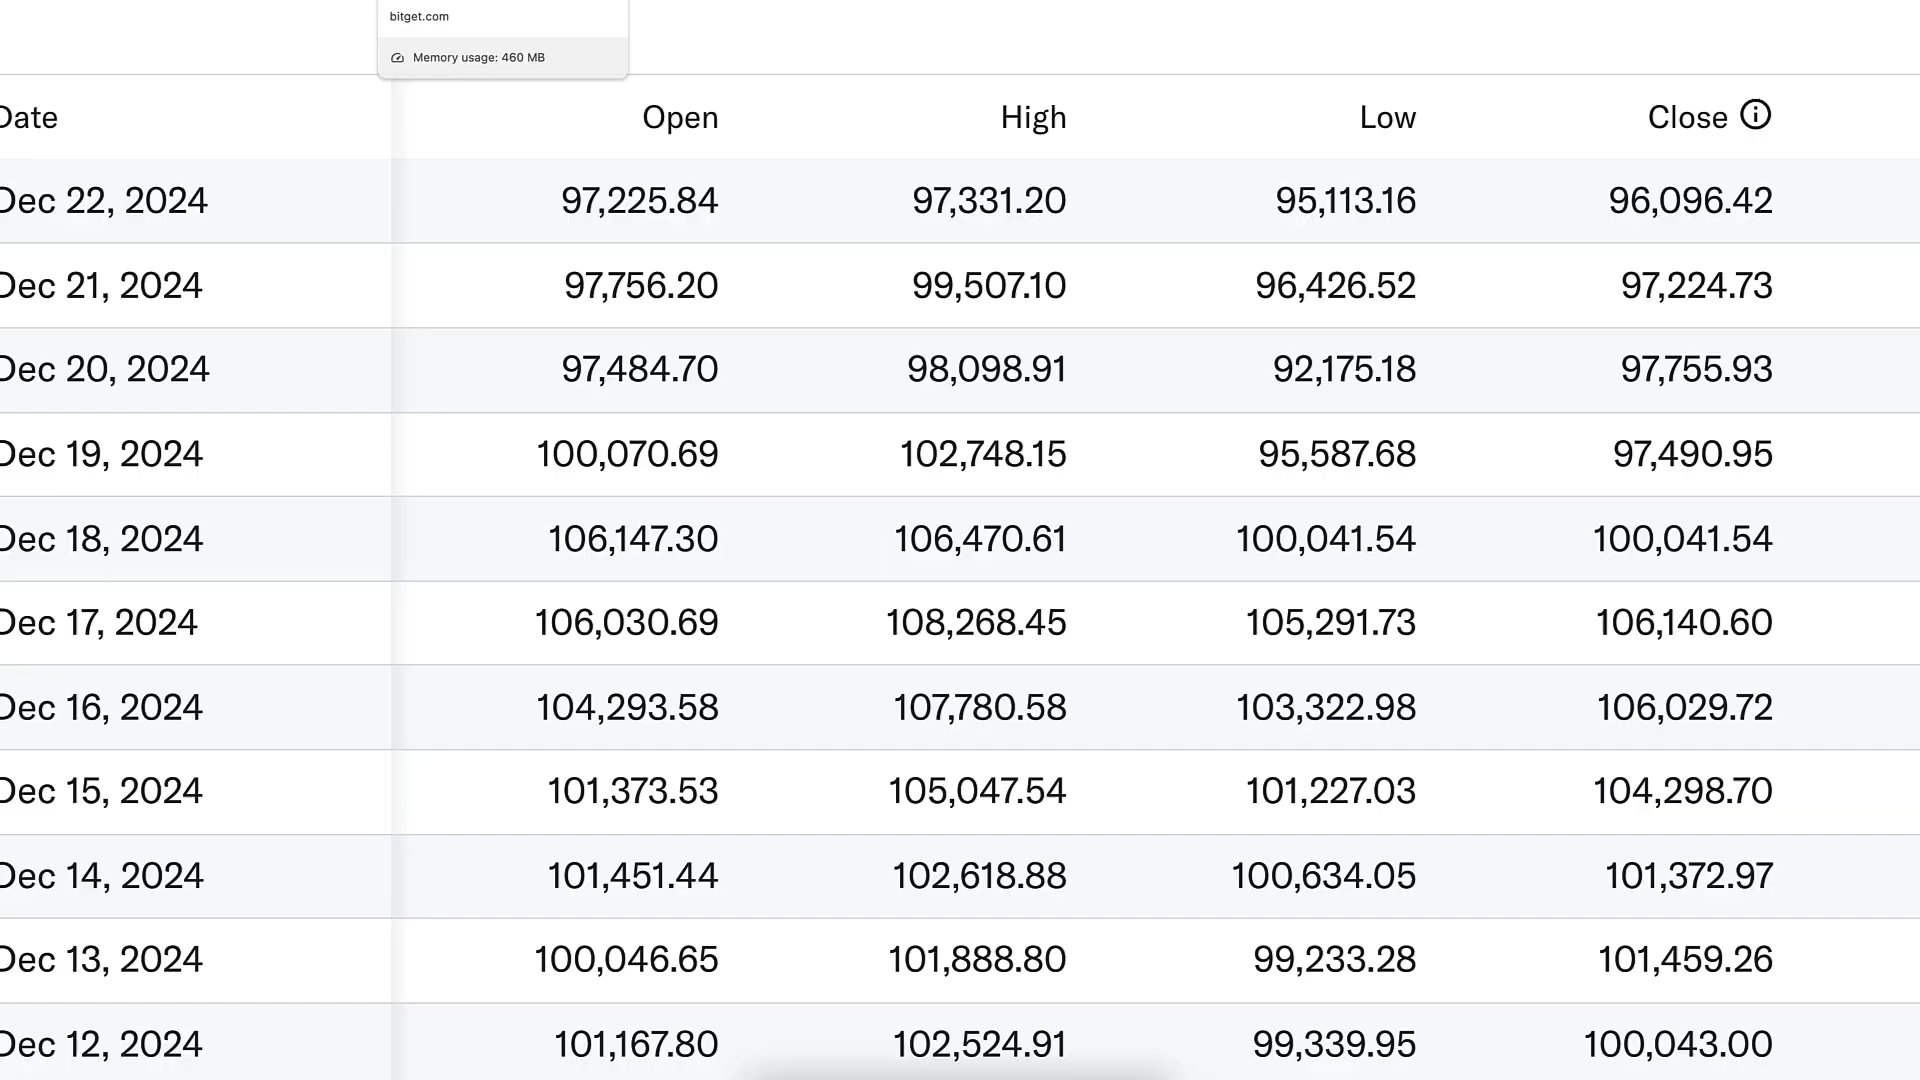 bitget.com
Memory usage: 460 MB
Date Open High Low Close
Dec 22, 2024 97,225.84 97,331.20 95,113.16 96,096.42
Dec 21, 2024 97,756.20 99,507.10 96,426.52 97,224.73
Dec 20, 2024 97,484.70 98,098.91 92,175.18 97,755.93
Dec 19, 2024 100,070.69 102,748.15 95,587.68 97,490.95
Dec 18, 2024 106,147.30 106,470.61 100,041.54 100,041.54
Dec 17, 2024 106,030.69 108,268.45 105,291.73 106,140.60
Dec 16, 2024 104,293.58 107,780.58 103,322.98 106,029.72
Dec 15, 2024 101,373.53 105,047.54 101,227.03 104,298.70
Dec 14, 2024 101,451.44 102,618.88 100,634.05 101,372.97
Dec 13, 2024 100,046.65 101,888.80 99,233.28 101,459.26
Dec 12, 2024 101,167.80 102,524.91 99,339.95 100,043.00